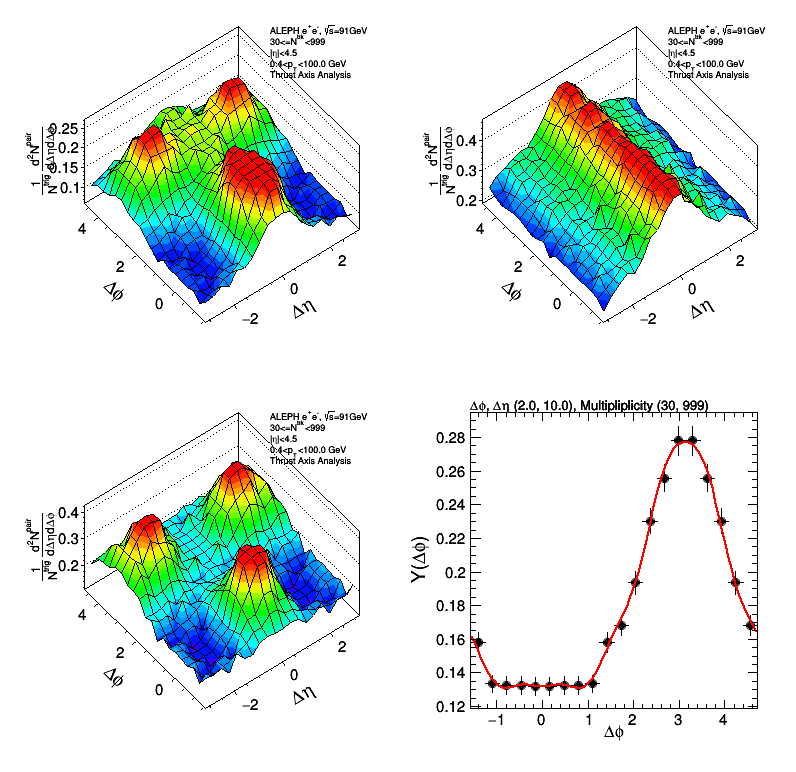 ALEPH e⁺e⁻, √s=91GeV
30<=N^trk<999
|η|<4.5
0.4<p_T<100.0 GeV
Thrust Axis Analysis
1/N^trig d²N^pair/dΔηdΔφ
0.25
0.2
0.15
0.1
4
2
0
Δφ
−2
0
2
Δη
ALEPH e⁺e⁻, √s=91GeV
30<=N^trk<999
|η|<4.5
0.4<p_T<100.0 GeV
Thrust Axis Analysis
1/N^trig d²N^pair/dΔηdΔφ
0.4
0.3
0.2
4
2
0
Δφ
−2
0
2
Δη
ALEPH e⁺e⁻, √s=91GeV
30<=N^trk<999
|η|<4.5
0.4<p_T<100.0 GeV
Thrust Axis Analysis
1/N^trig d²N^pair/dΔηdΔφ
0.4
0.3
0.2
4
2
0
Δφ
−2
0
2
Δη
Δφ, Δη (2.0, 10.0), Multipliplicity (30, 999)
Y(Δφ)
0.28
0.26
0.24
0.22
0.2
0.18
0.16
0.14
0.12
−1 0 1 2 3 4
Δφ